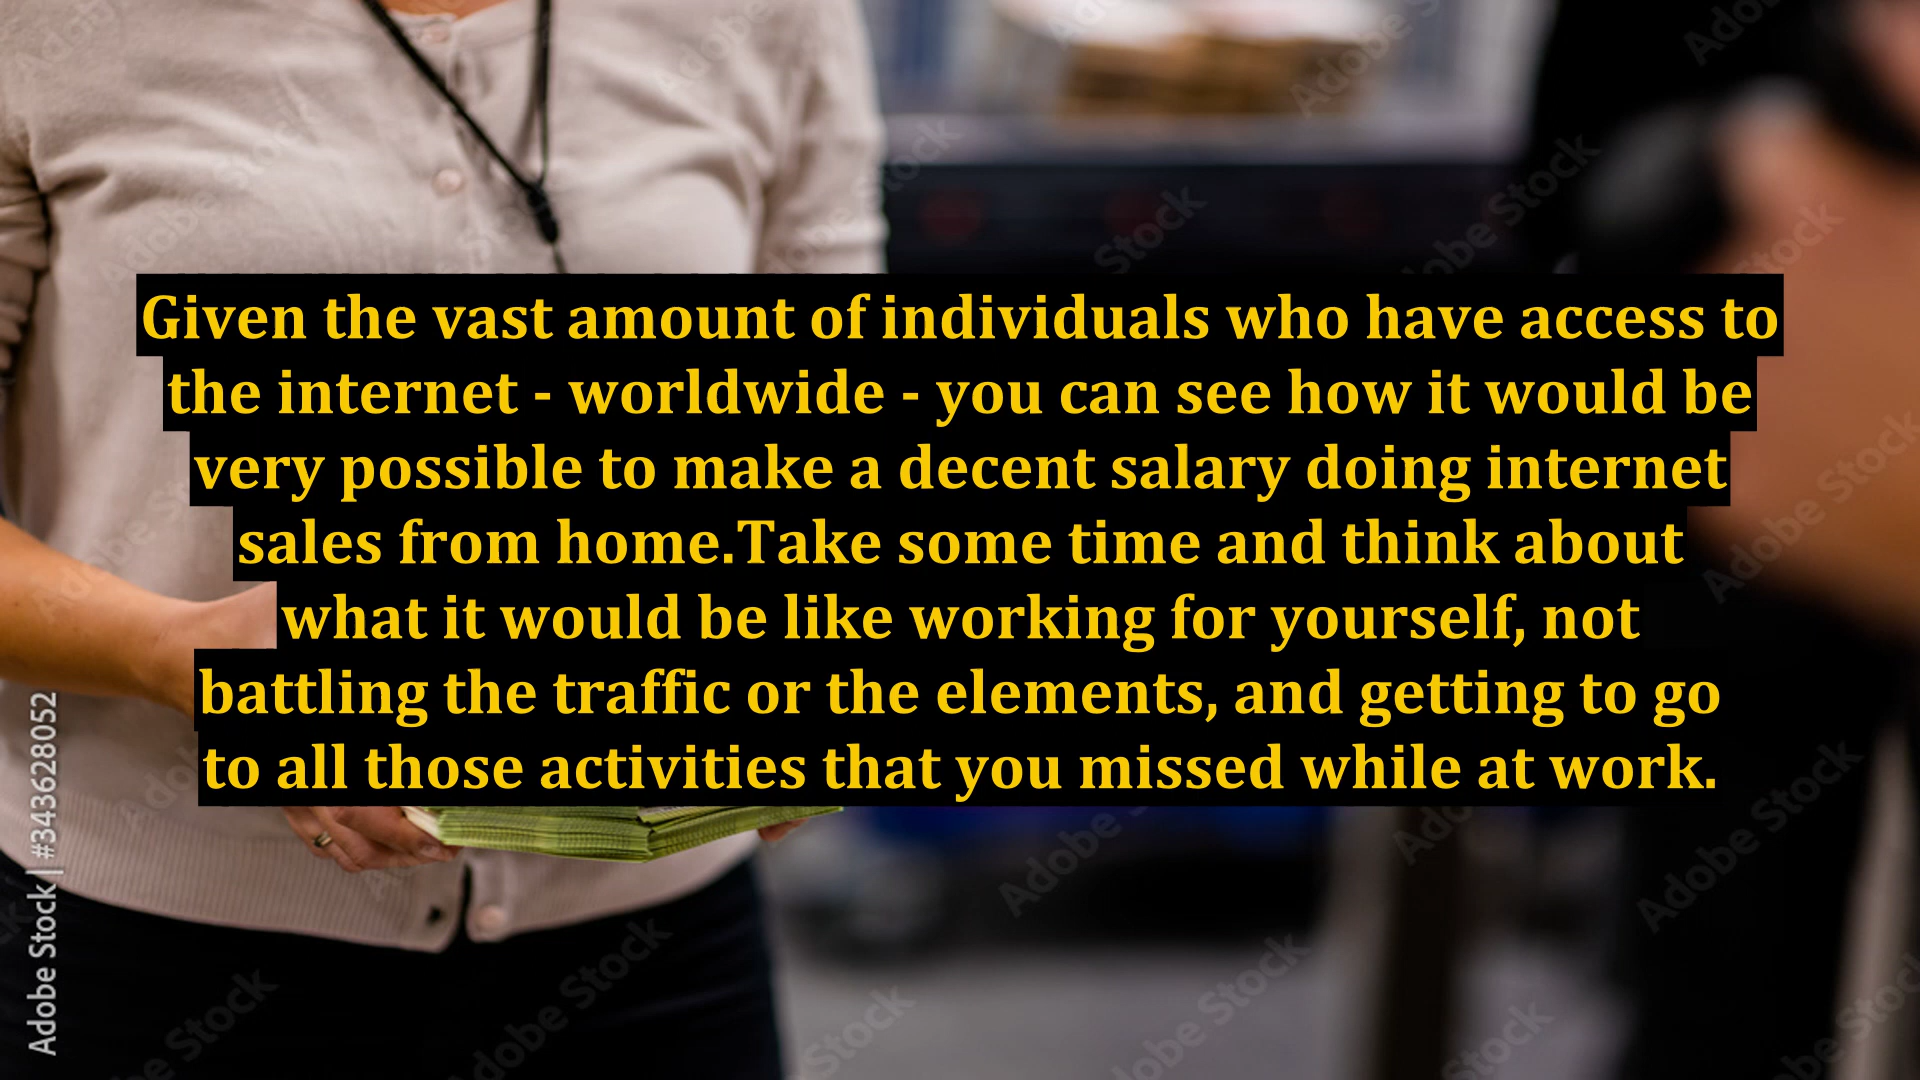 Given the vast amount of individuals who have access to
the internet - worldwide - you can see how it would be
very possible to make a decent salary doing internet
sales from home.Take some time and think about
what it would be like working for yourself, not
battling the traffic or the elements, and getting to go
to all those activities that you missed while at work.
Adobe Stock | #343628052